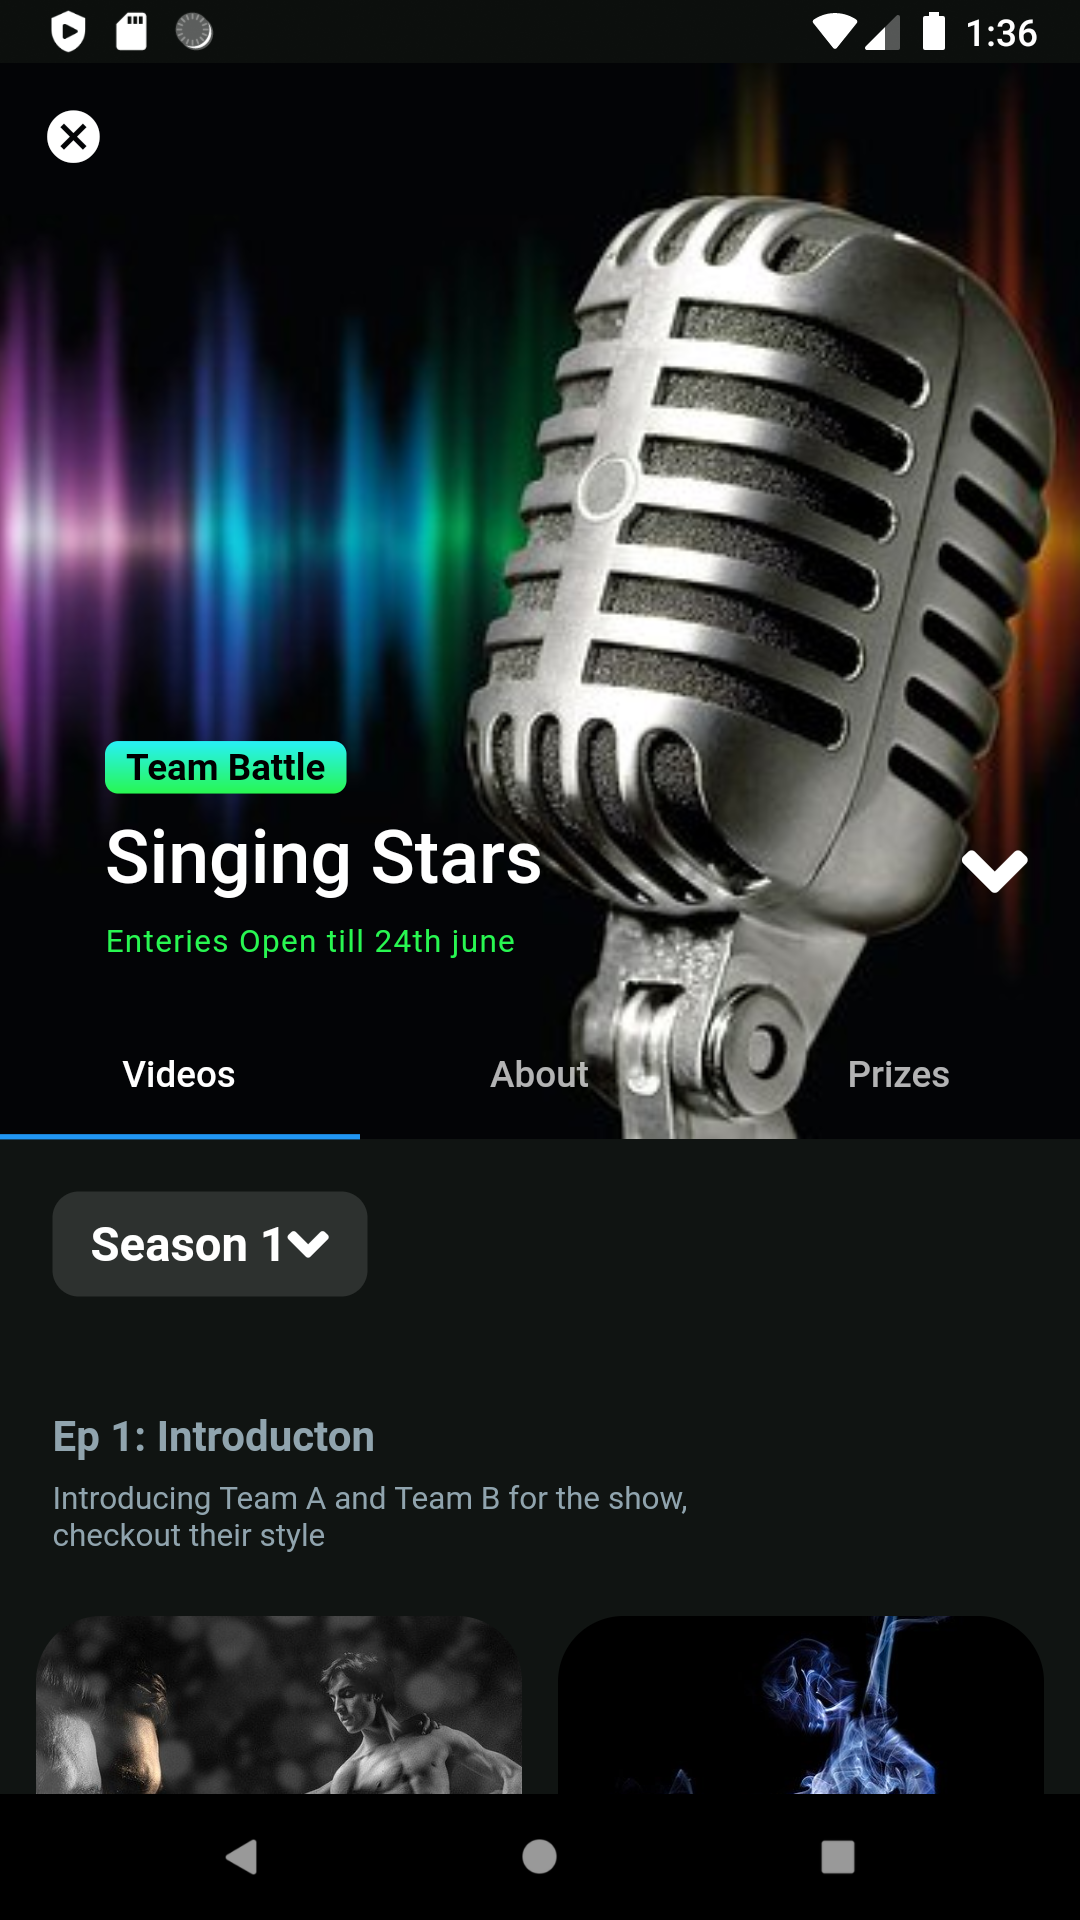 1:36
Team Battle
Singing Stars
Enteries Open till 24th june
Videos
About
Prizes
Season 1
Ep 1: Introducton
Introducing Team A and Team B for the show,
checkout their style